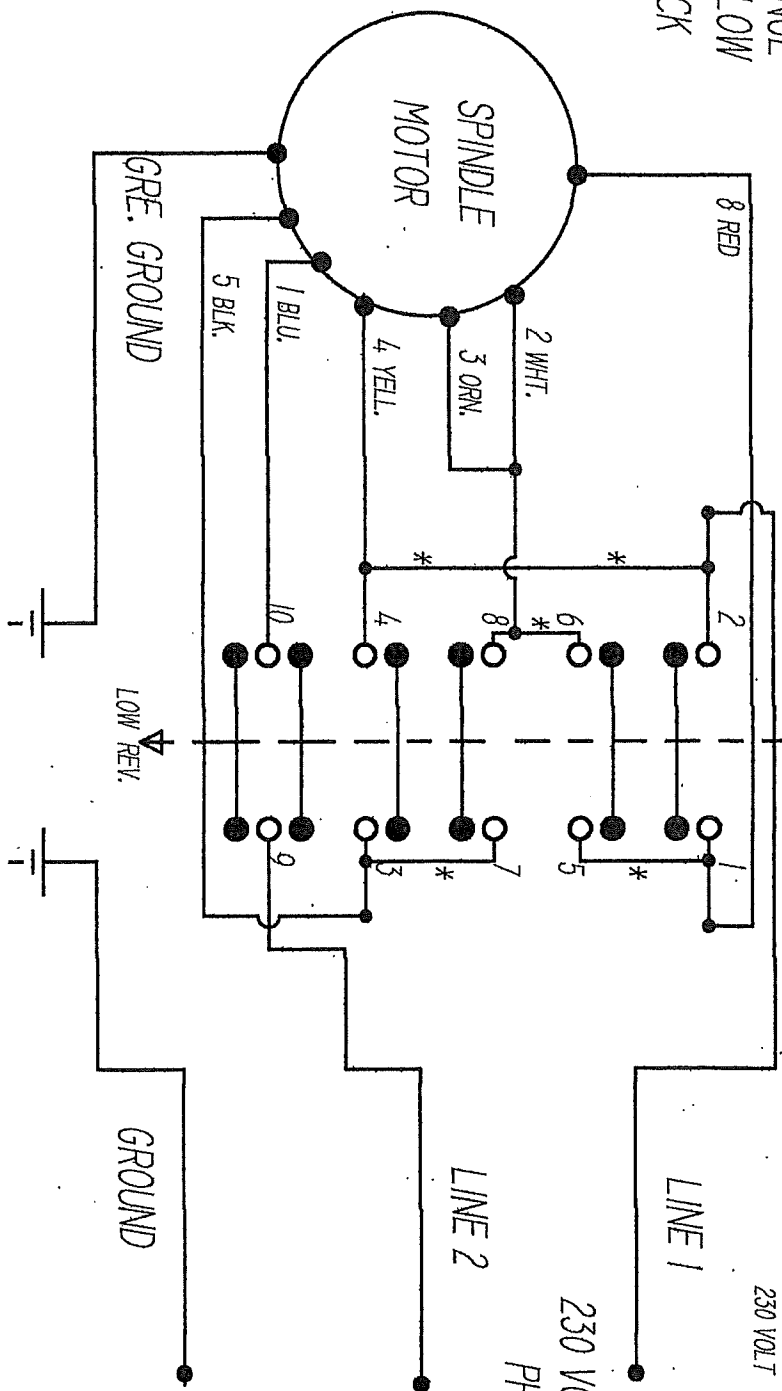 LOW
CK
SPINDLE
MOTOR
8 RED
2 WHT.
3 ORN.
4 YELL.
1 BLU.
5 BLK.
GRE. GROUND
*
*
*
*
*
2
6
8
4
10
1
5
7
3
9
LOW REV.
230 VOLT
LINE 1
230 VO
PH
LINE 2
GROUND